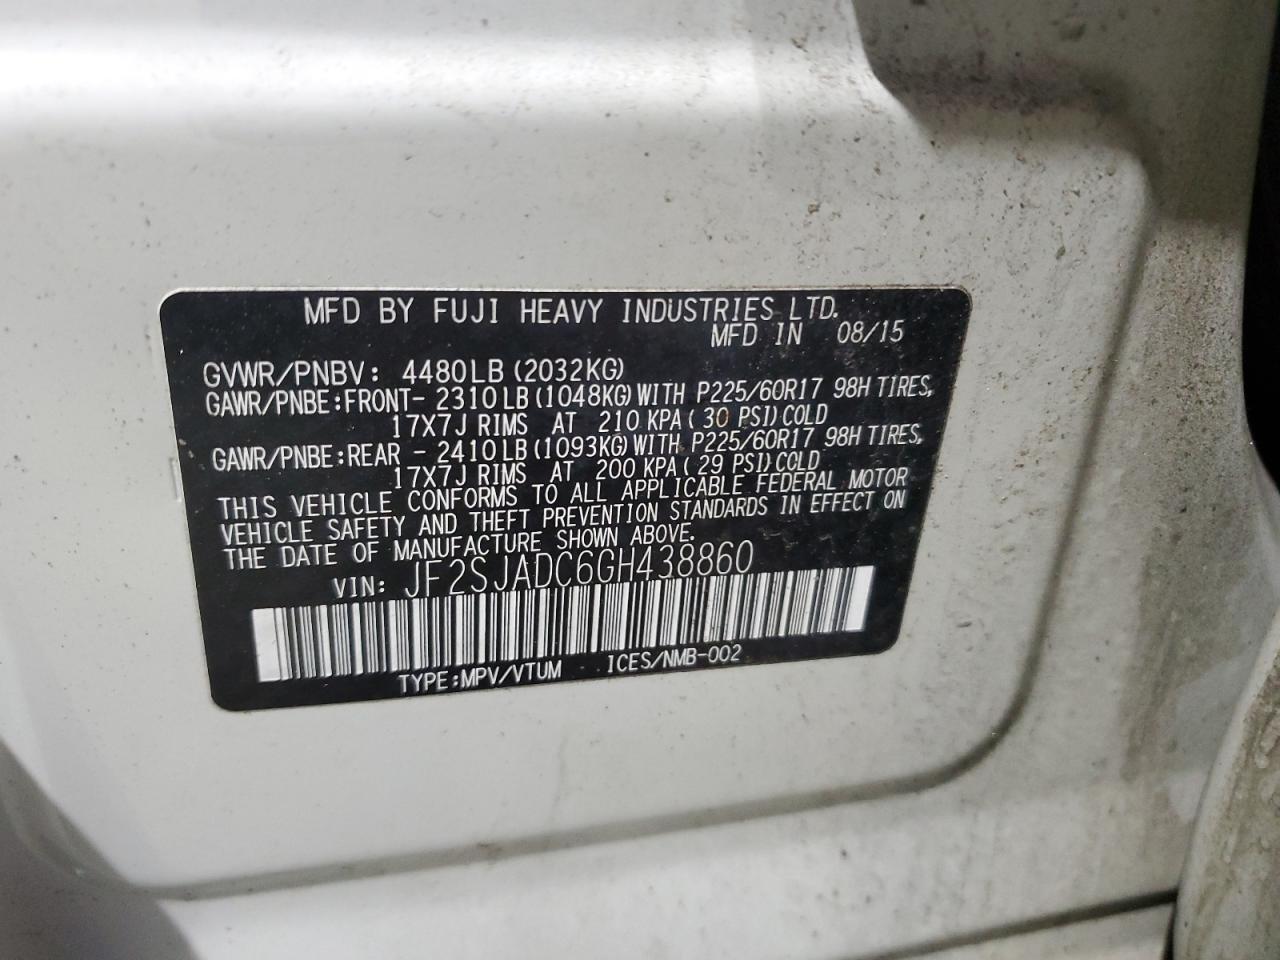 MFD BY FUJI HEAVY INDUSTRIES LTD.
MFD IN 08/15
GVWR/PNBV: 4480LB(2032KG)
GAWR/PNBE:FRONT- 2310LB(1048KG)WITH P225/60R17 98H TIRES,
17X7J RIMS AT 210 KPA( 30 PSI)COLD
GAWR/PNBE:REAR - 2410LB(1093KG)WITH P225/60R17 98H TIRES,
17X7J RIMS AT 200 KPA( 29 PSI)COLD
THIS VEHICLE CONFORMS TO ALL APPLICABLE FEDERAL MOTOR
VEHICLE SAFETY AND THEFT PREVENTION STANDARDS IN EFFECT ON
THE DATE OF MANUFACTURE SHOWN ABOVE.
VIN: JF2SJADC6GH438860
TYPE:MPV/VTUM ICES/NMB-002